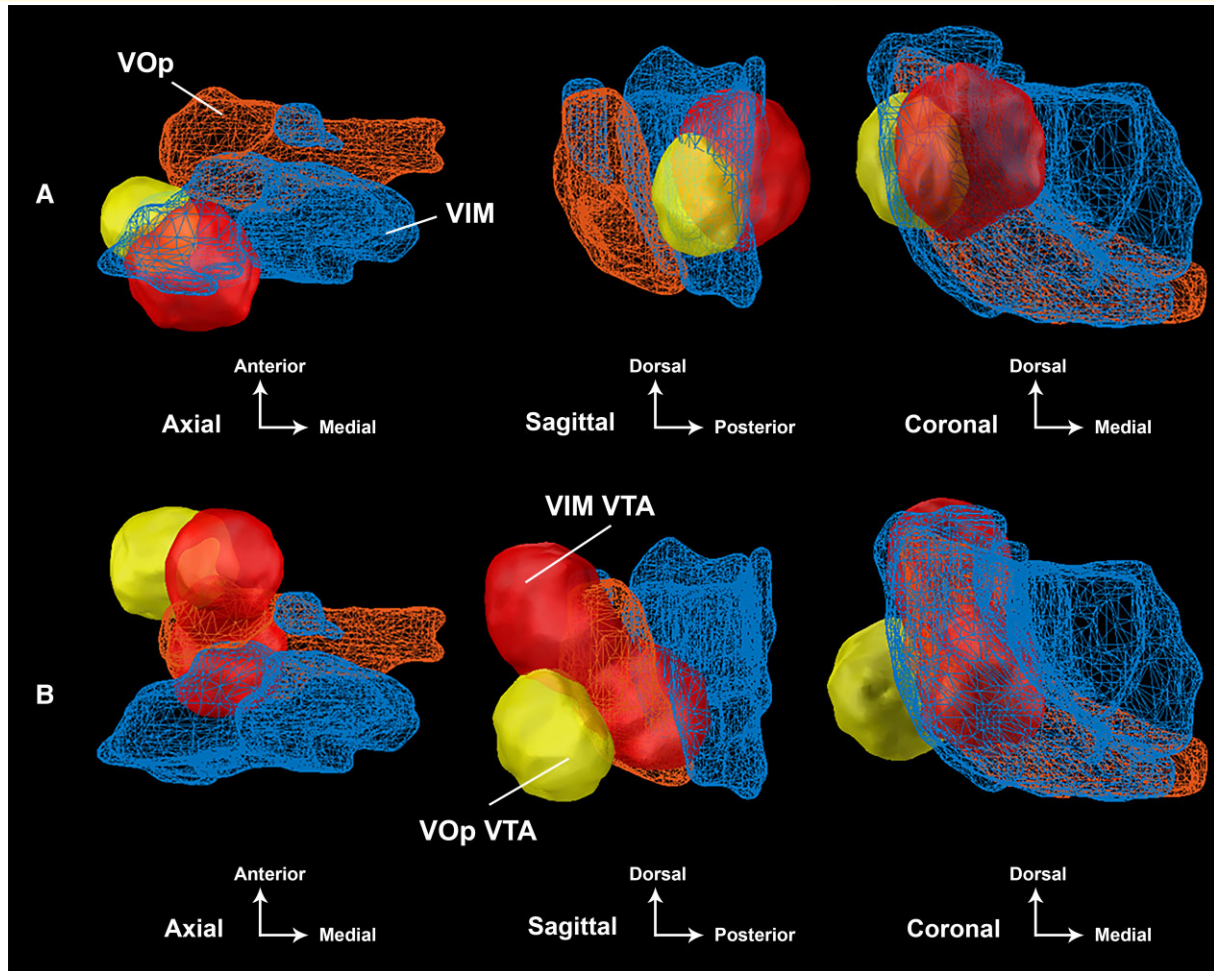 VOp
A
VIM
Anterior
Axial
Medial
Dorsal
Sagittal
Posterior
Dorsal
Coronal
Medial
VIM VTA
B
VOp VTA
Anterior
Axial
Medial
Dorsal
Sagittal
Posterior
Dorsal
Coronal
Medial